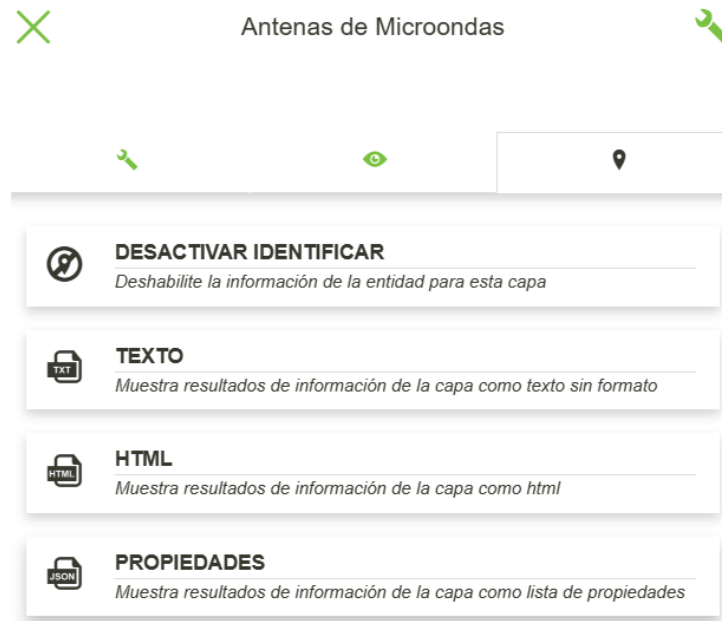 Antenas de Microondas
DESACTIVAR IDENTIFICAR
Deshabilite la información de la entidad para esta capa
TXT
TEXTO
Muestra resultados de información de la capa como texto sin formato
HTML
HTML
Muestra resultados de información de la capa como html
JSON
PROPIEDADES
Muestra resultados de información de la capa como lista de propiedades